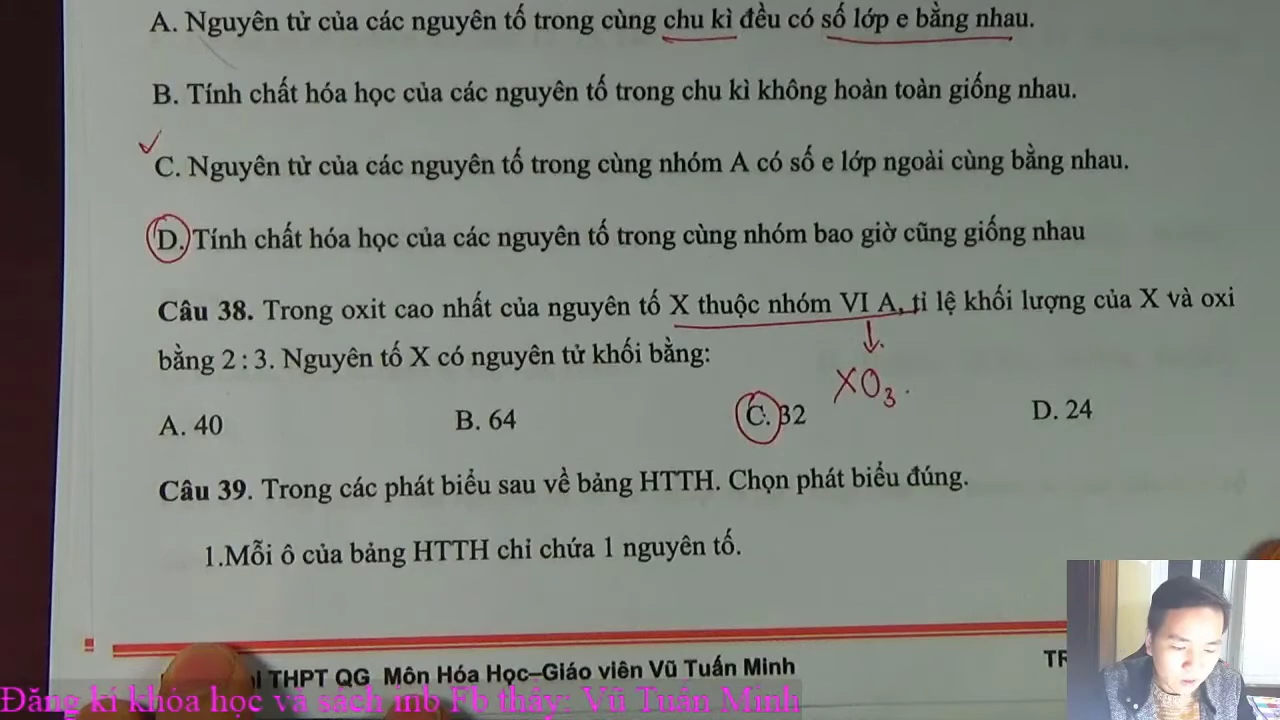 A. Nguyên tử của các nguyên tố trong cùng chu kì đều có số lớp e bằng nhau.
B. Tính chất hóa học của các nguyên tố trong chu kì không hoàn toàn giống nhau.
C. Nguyên tử của các nguyên tố trong cùng nhóm A có số e lớp ngoài cùng bằng nhau.
D. Tính chất hóa học của các nguyên tố trong cùng nhóm bao giờ cũng giống nhau
Câu 38. Trong oxit cao nhất của nguyên tố X thuộc nhóm VI A, tỉ lệ khối lượng của X và oxi
bằng 2 : 3. Nguyên tố X có nguyên tử khối bằng:
XO₃
A. 40 B. 64 C. 32 D. 24
Câu 39. Trong các phát biểu sau về bảng HTTH. Chọn phát biểu đúng.
1.Mỗi ô của bảng HTTH chỉ chứa 1 nguyên tố.
THPT QG Môn Hóa Học–Giáo viên Vũ Tuấn Minh
Đăng kí khóa học và sách inb Fb thầy: Vũ Tuấn Minh